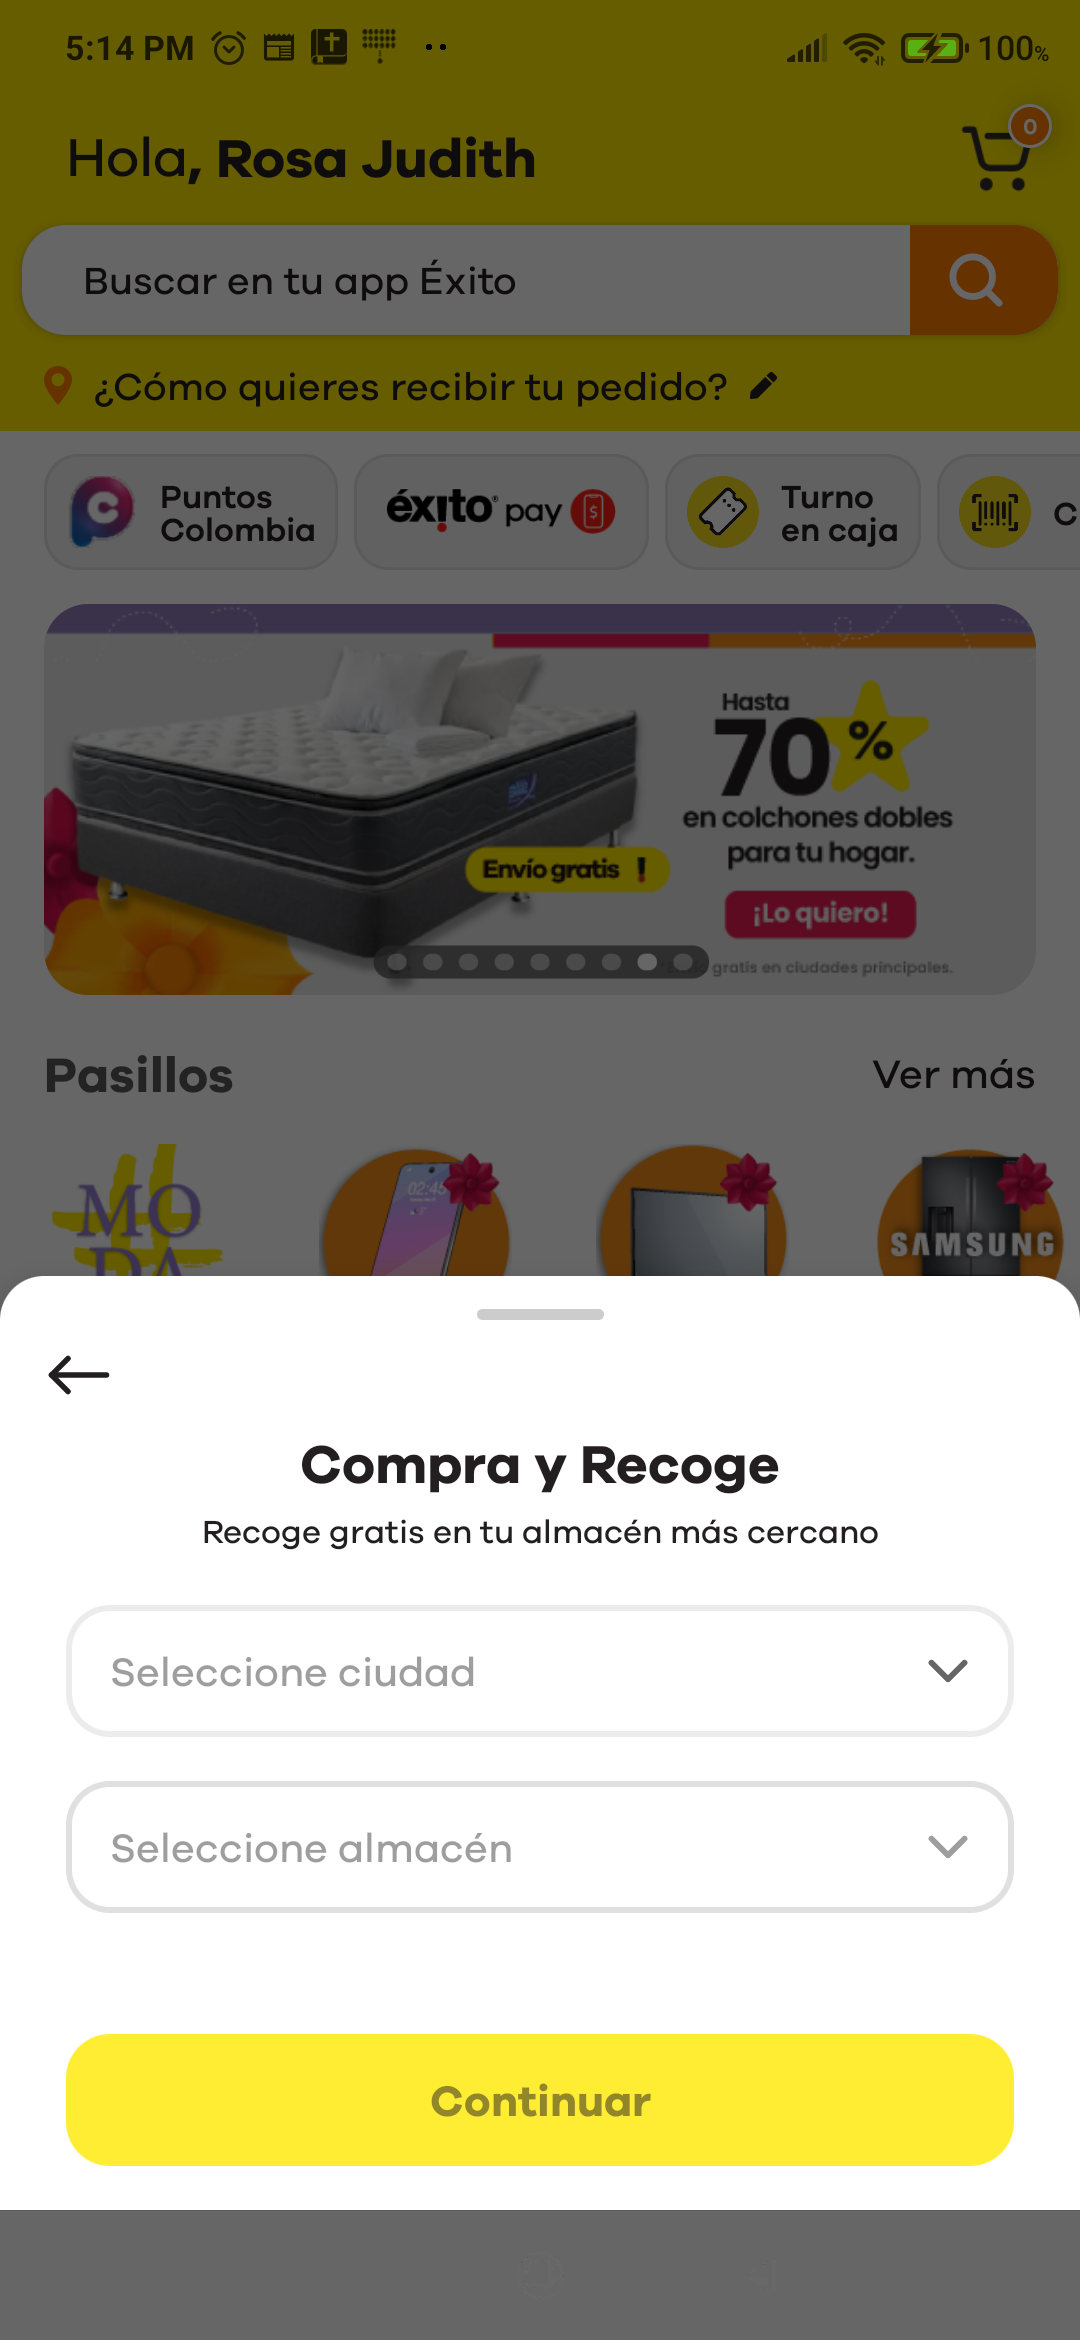 5:14 PM
100%
Hola, Rosa Judith
0
Buscar en tu app Éxito
¿Cómo quieres recibir tu pedido?
Puntos
Colombia
éxito pay
Turno
en caja
C
Hasta
70%
en colchones dobles
para tu hogar.
Envío gratis !
¡Lo quiero!
gratis en ciudades principales.
Pasillos
Ver más
MO
DA
02:45
SAMSUNG
Compra y Recoge
Recoge gratis en tu almacén más cercano
Seleccione ciudad
Seleccione almacén
Continuar